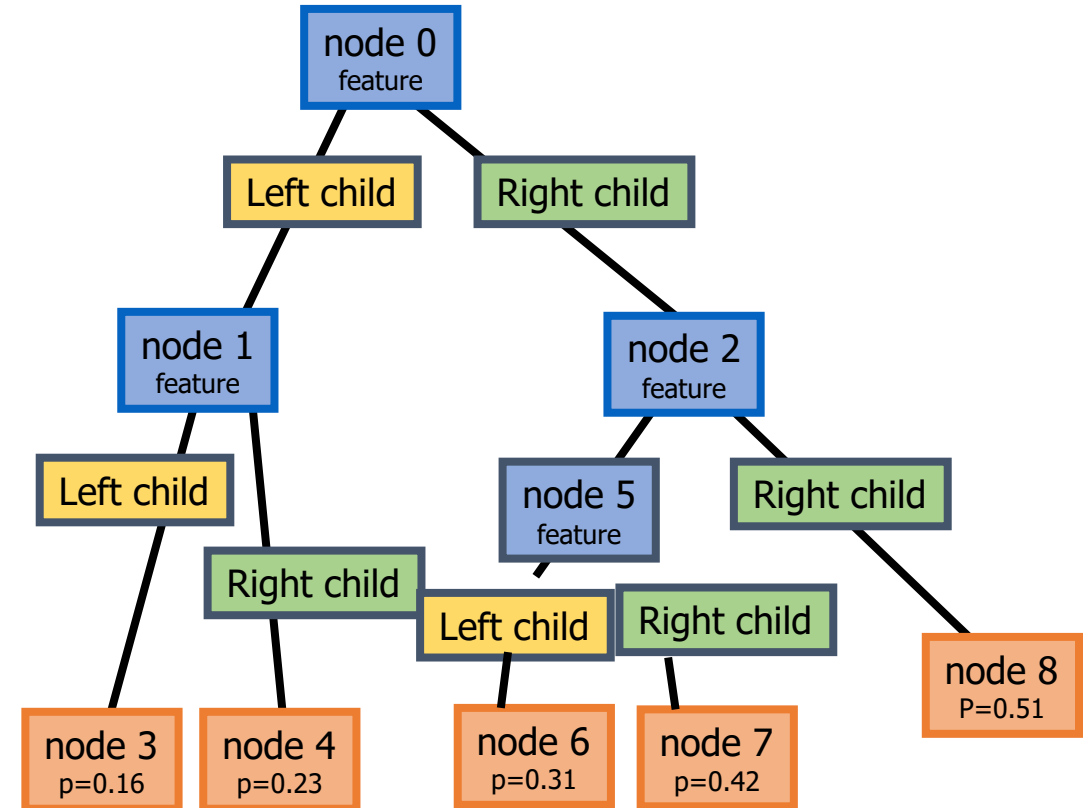 node 0
feature
Left child
Right child
node 1
feature
node 2
feature
Left child
node 5
feature
Right child
Right child
Left child
Right child
node 8
P=0.51
node 3
p=0.16
node 4
p=0.23
node 6
p=0.31
node 7
p=0.42